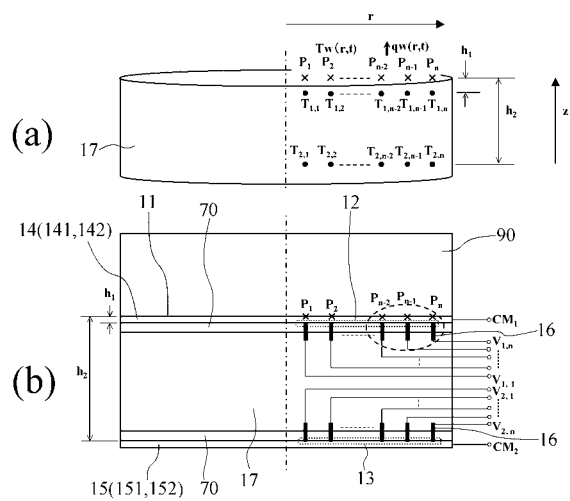 r
Tw(r,t) qw(r,t)
h1
P1 P2 Pn-2 Pn-1 Pn
T1,1 T1,2 T1,n-2 T1,n-1 T1,n
h2
z
(a)
17
T2,1 T2,2 T2,n-2 T2,n-1 T2,n
14(141,142) 11 70 12 90
h1
P1 P2 Pn-2 Pn-1 Pn
CM1
16
V1,n
h2
(b)
V1,1
V2,1
V2,n
16
CM2
15(151,152) 70 17 13